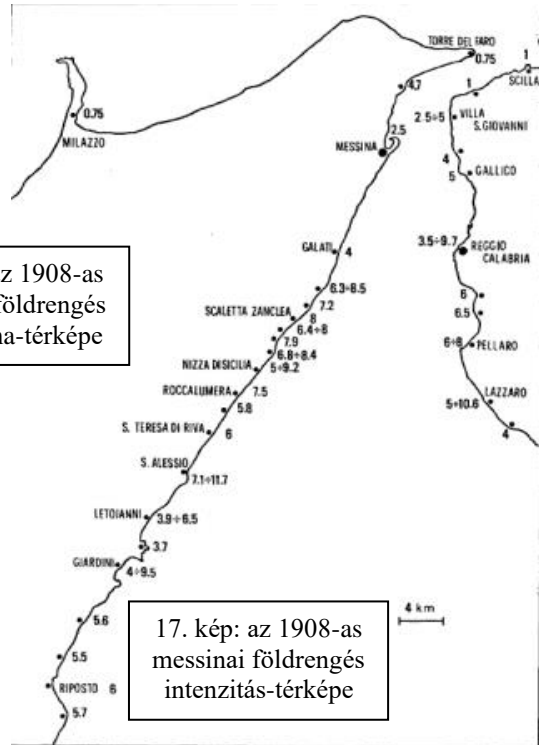 TORRE DEL FARO
0.75
1
SCILLA
4.7
1
0.75
MILAZZO
VILLA
S.GIOVANNI
2.5÷5
2.5
MESSINA
4
5
GALLICO
GALATI
4
3.5÷9.7
REGGIO
CALABRIA
az 1908-as
földrengés
na-térképe
6.3÷8.5
7.2
6
6.5
SCALETTA ZANCLEA
8
6.4÷8
7.9
6.8÷8.4
6÷8
PELLARO
NIZZA DI SICILIA
5÷9.2
ROCCALUMERA
7.5
LAZZARO
5÷10.6
5.8
4
S. TERESA DI RIVA
6
S. ALESSIO
7.1÷11.7
LETOIANNI
3.9÷6.5
3.7
GIARDINI
4÷9.5
5.6
4 km
17. kép: az 1908-as
messinai földrengés
intenzitás-térképe
5.5
RIPOSTO
6
5.7